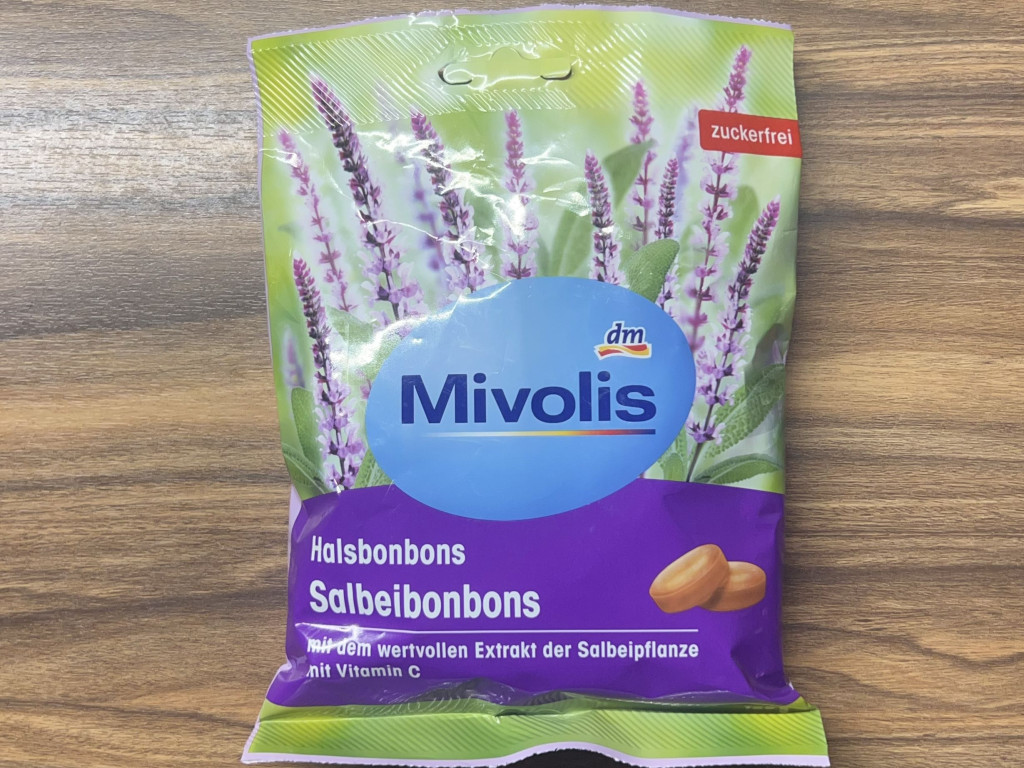 zuckerfrei
dm
Mivolis
Halsbonbons
Salbeibonbons
mit dem wertvollen Extrakt der Salbeipflanze
mit Vitamin C